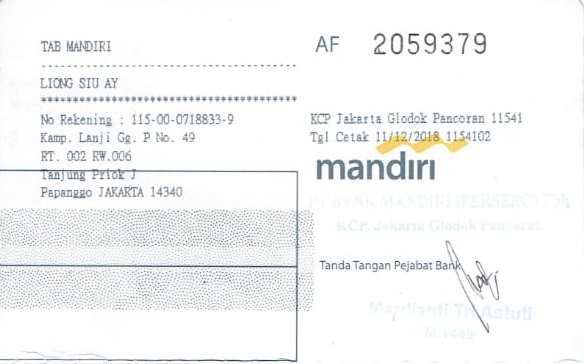 TAB MANDIRI
AF 2059379
LIONG SIU AY
No Rekening : 115-00-0718833-9
Kamp. Lanji Gg. P No. 49
RT. 002 RW.006
Tanjung Priok J
Papanggo JAKARTA 14340
KCP Jakarta Glodok Pancoran 11541
Tgl Cetak 11/12/2018 1154102
mandiri
PT BANK MANDIRI (PERSERO)
KCP. Jakarta Glodok Pancoran
Tanda Tangan Pejabat Bank
Mardianti Tri Astuti
M.1449